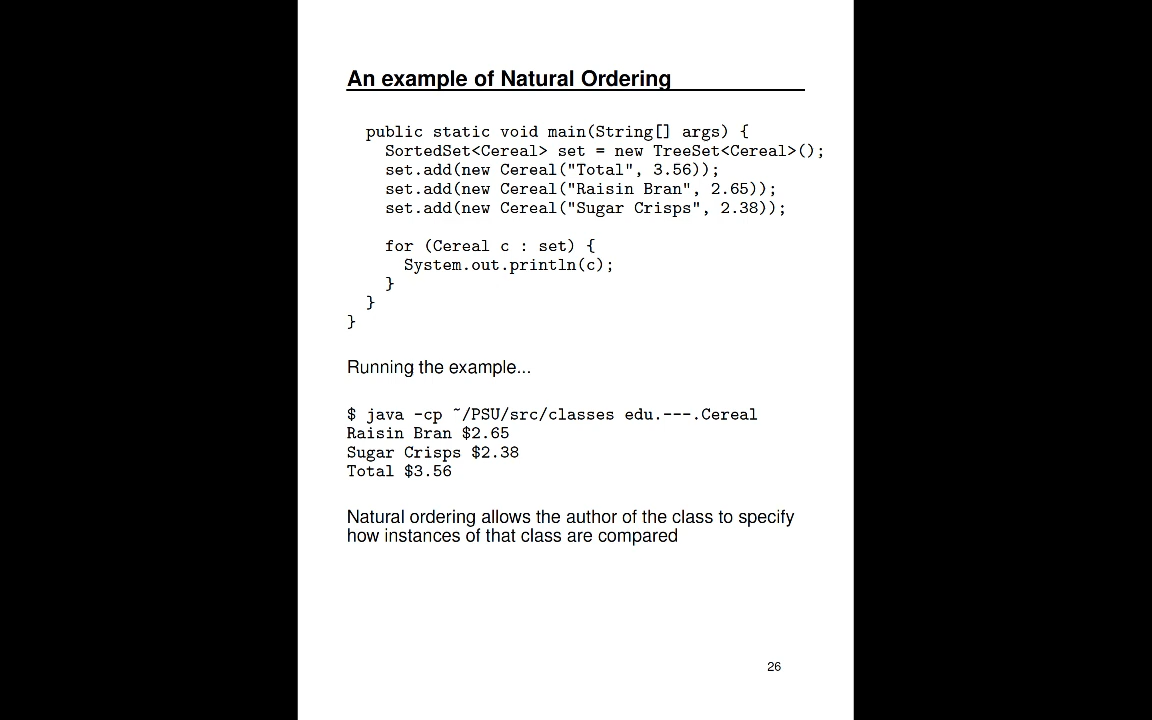 An example of Natural Ordering
public static void main(String[] args) {
SortedSet<Cereal> set = new TreeSet<Cereal>();
set.add(new Cereal("Total", 3.56));
set.add(new Cereal("Raisin Bran", 2.65));
set.add(new Cereal("Sugar Crisps", 2.38));
for (Cereal c : set) {
System.out.println(c);
}
}
}
Running the example...
$ java -cp ~/PSU/src/classes edu.---.Cereal
Raisin Bran $2.65
Sugar Crisps $2.38
Total $3.56
Natural ordering allows the author of the class to specify
how instances of that class are compared
26